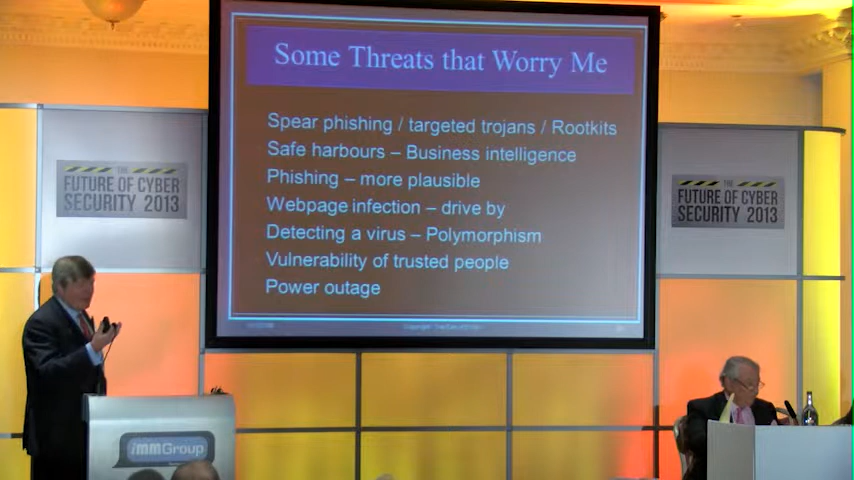 Some Threats that Worry Me
Spear phishing / targeted trojans / Rootkits
Safe harbours – Business intelligence
Phishing – more plausible
Webpage infection – drive by
Detecting a virus – Polymorphism
Vulnerability of trusted people
Power outage
THE
FUTURE OF CYBER
SECURITY 2013
THE
FUTURE OF CYBER
SECURITY 2013
immGroup